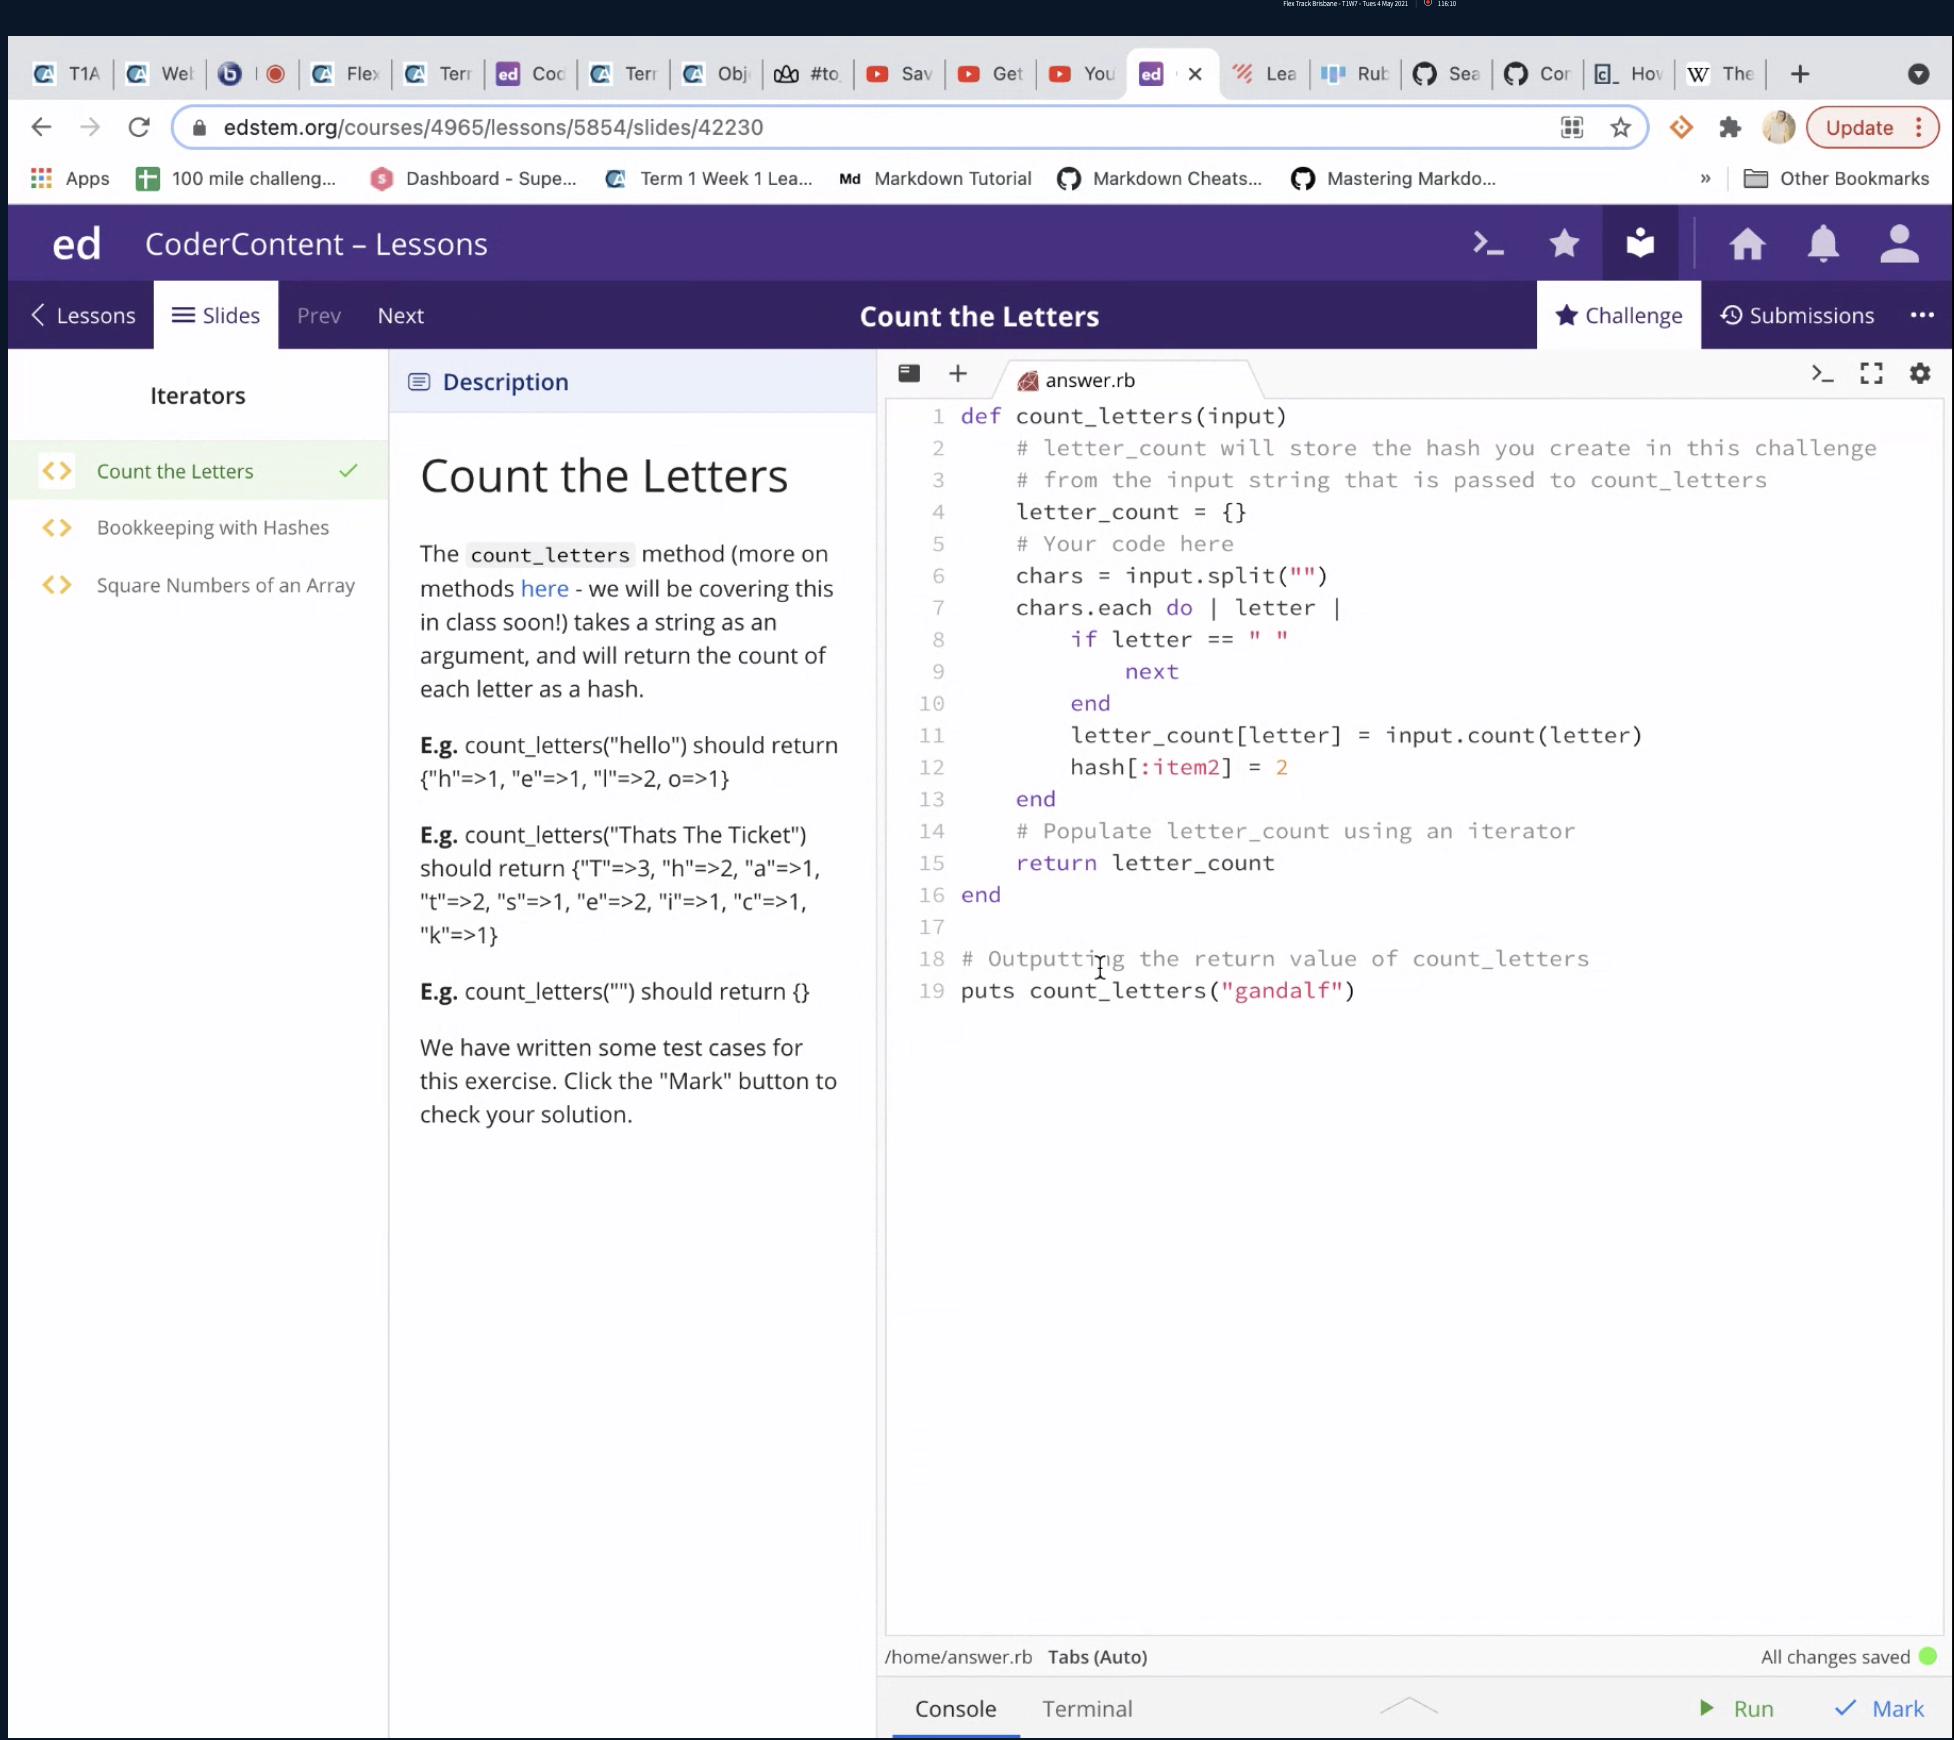 Flex Track Brisbane - T1W7 - Tues 4 May 2021 116:10
T1A Wel Flex Terr ed Cod Terr Obj #to Sav Get You ed Lea Rub Sea Cor c_ How W The
edstem.org/courses/4965/lessons/5854/slides/42230 Update
Apps 100 mile challeng... S Dashboard - Supe... Term 1 Week 1 Lea... Md Markdown Tutorial Markdown Cheats... Mastering Markdo... » Other Bookmarks
ed CoderContent – Lessons
Lessons Slides Prev Next Count the Letters Challenge Submissions
Iterators
Count the Letters
Bookkeeping with Hashes
Square Numbers of an Array
Description
Count the Letters
The count_letters method (more on
methods here - we will be covering this
in class soon!) takes a string as an
argument, and will return the count of
each letter as a hash.
E.g. count_letters("hello") should return
{"h"=>1, "e"=>1, "l"=>2, o=>1}
E.g. count_letters("Thats The Ticket")
should return {"T"=>3, "h"=>2, "a"=>1,
"t"=>2, "s"=>1, "e"=>2, "i"=>1, "c"=>1,
"k"=>1}
E.g. count_letters("") should return {}
We have written some test cases for
this exercise. Click the "Mark" button to
check your solution.
answer.rb
1 def count_letters(input)
2 # letter_count will store the hash you create in this challenge
3 # from the input string that is passed to count_letters
4 letter_count = {}
5 # Your code here
6 chars = input.split("")
7 chars.each do | letter |
8 if letter == " "
9 next
10 end
11 letter_count[letter] = input.count(letter)
12 hash[:item2] = 2
13 end
14 # Populate letter_count using an iterator
15 return letter_count
16 end
17
18 # Outputting the return value of count_letters
19 puts count_letters("gandalf")
/home/answer.rb Tabs (Auto) All changes saved
Console Terminal Run Mark